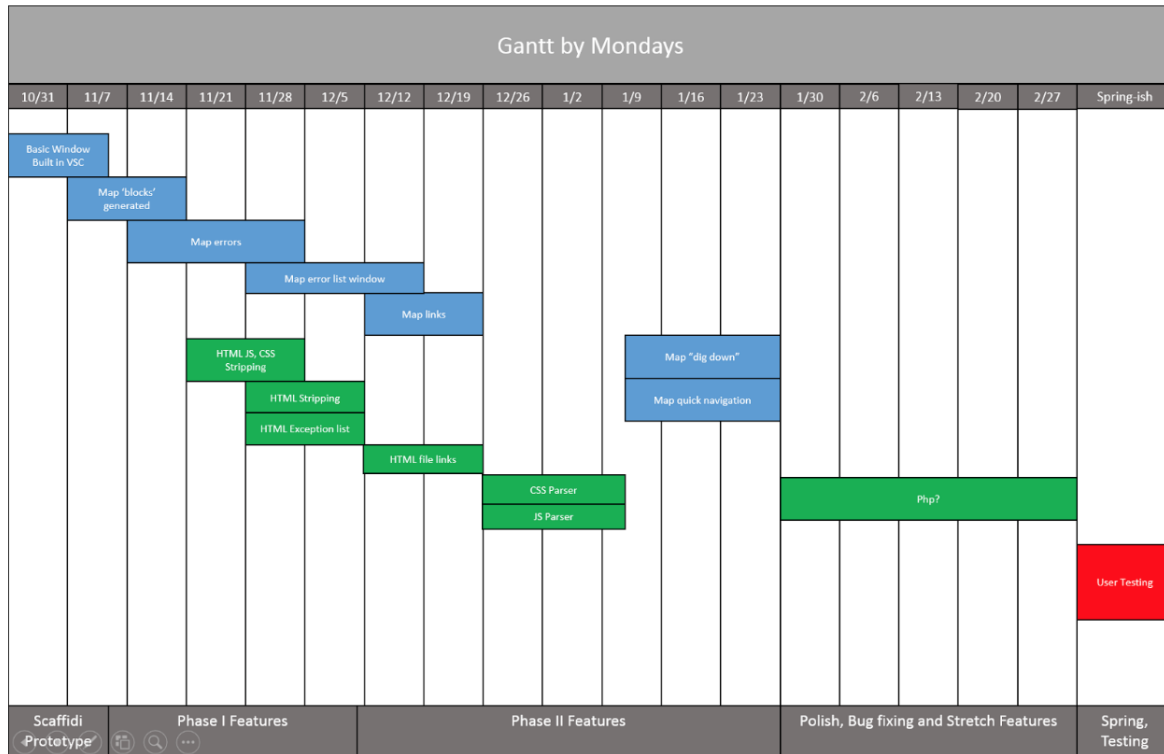 Gantt by Mondays
10/31 11/7 11/14 11/21 11/28 12/5 12/12 12/19 12/26 1/2 1/9 1/16 1/23 1/30 2/6 2/13 2/20 2/27 Spring-ish
Basic Window
Built in VSC
Map ‘blocks’
generated
Map errors
Map error list window
Map links
HTML JS, CSS
Stripping
Map “dig down”
HTML Stripping
Map quick navigation
HTML Exception list
HTML file links
CSS Parser
Php?
JS Parser
User Testing
Scaffidi
Prototype
Phase I Features
Phase II Features
Polish, Bug fixing and Stretch Features
Spring,
Testing